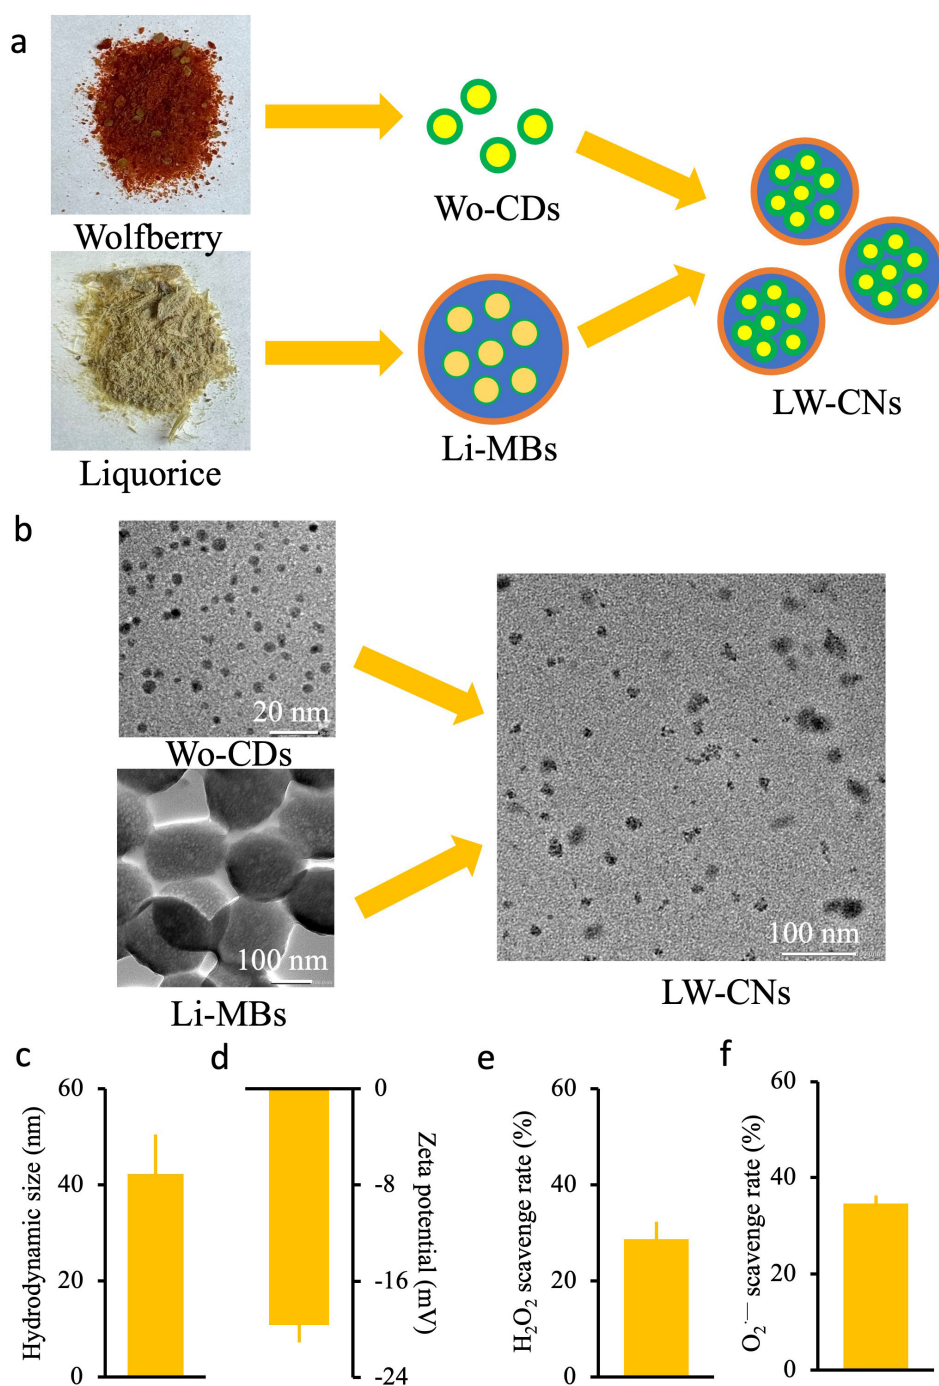 a
Wolfberry
Wo-CDs
Liquorice
Li-MBs
LW-CNs
b
20 nm
Wo-CDs
100 nm
Li-MBs
100 nm
LW-CNs
c
Hydrodynamic size (nm)
60
40
20
0
d
0
-8
-16
-24
Zeta potential (mV)
e
H₂O₂ scavenge rate (%)
60
40
20
0
f
O₂·— scavenge rate (%)
60
40
20
0